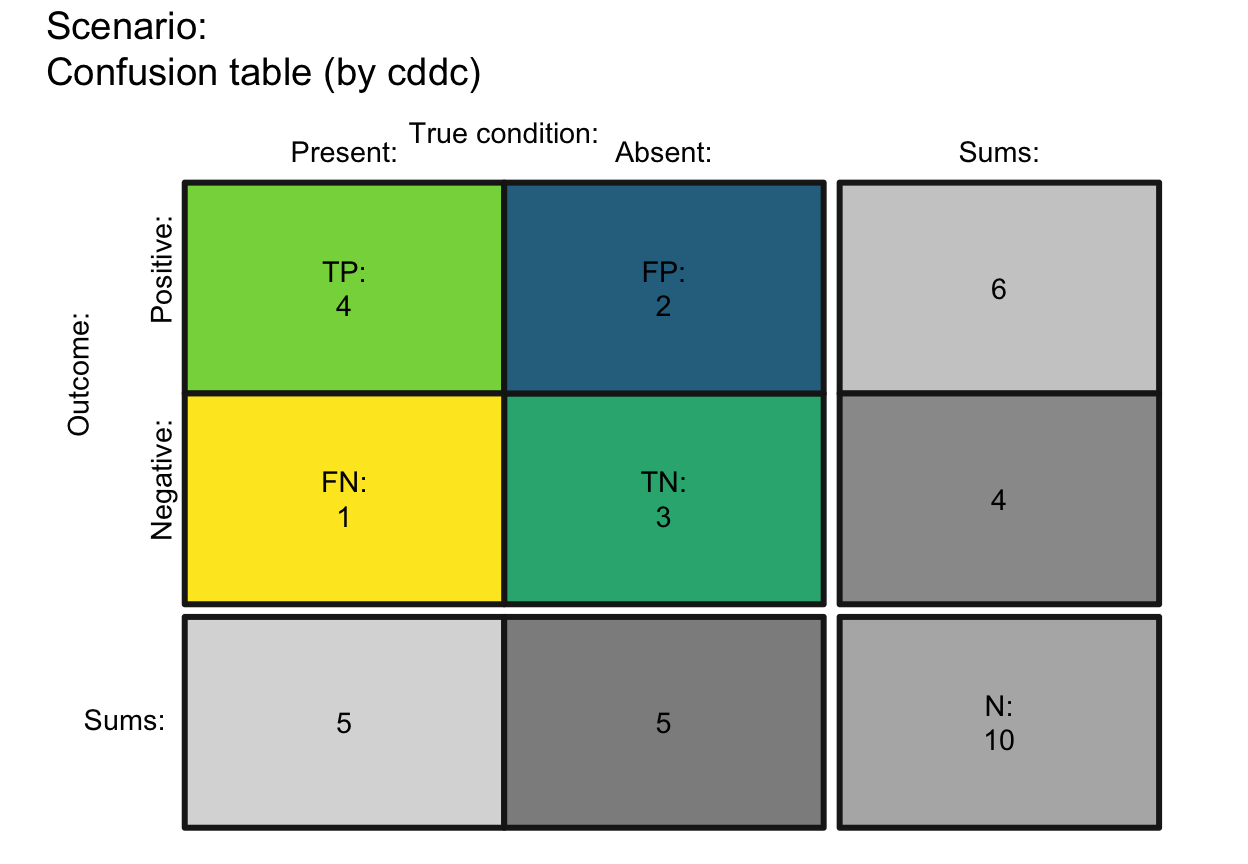 Scenario:
Confusion table (by cddc)
True condition:
Present:
Absent:
Sums:
Outcome:
Positive:
TP:
4
FP:
2
6
Negative:
FN:
1
TN:
3
4
Sums:
5
5
N:
10